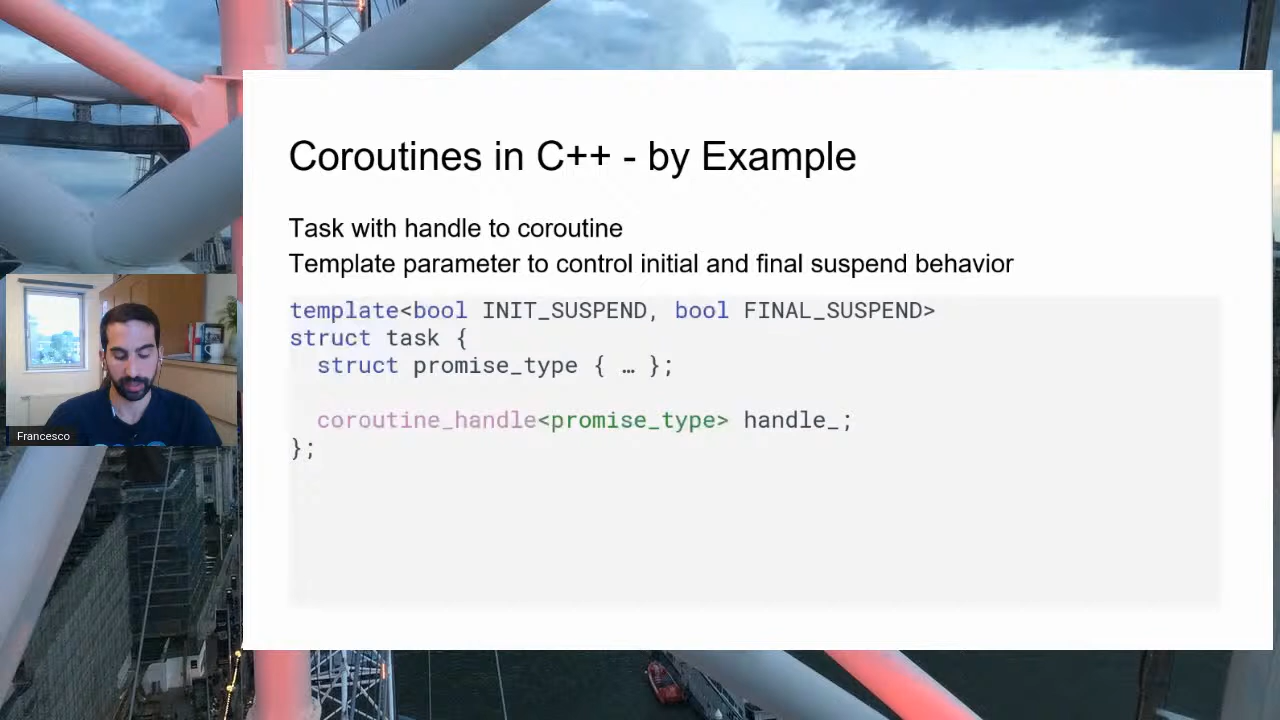 Coroutines in C++ - by Example
Task with handle to coroutine
Template parameter to control initial and final suspend behavior
template<bool INIT_SUSPEND, bool FINAL_SUSPEND>
struct task {
  struct promise_type { … };
  coroutine_handle<promise_type> handle_;
};
Francesco